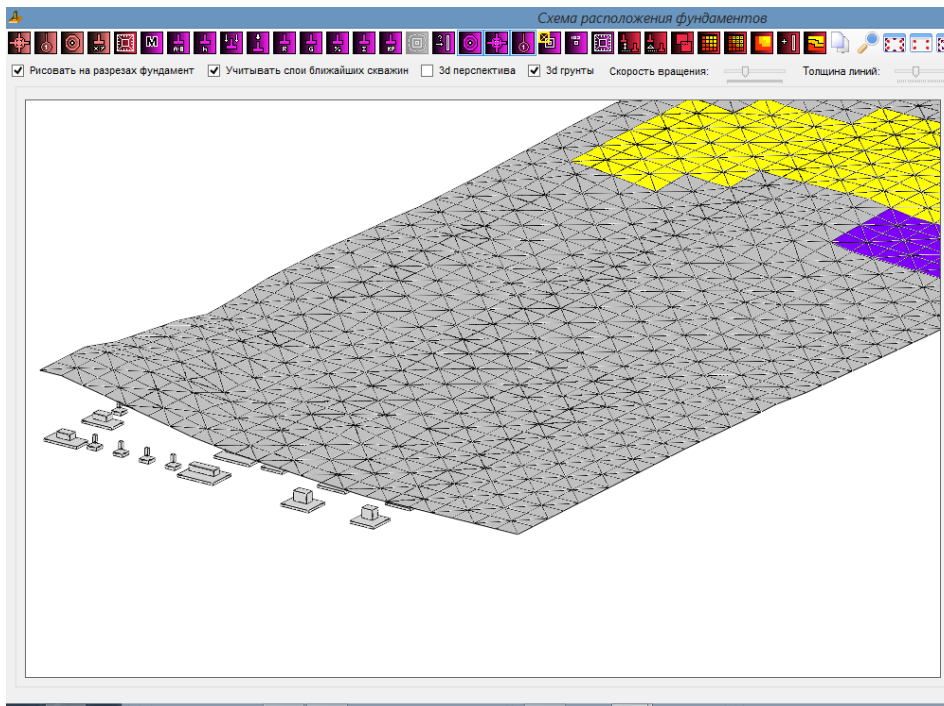 Схема расположения фундаментов
Рисовать на разрезах фундамент Учитывать слои ближайших скважин 3d перспектива 3d грунты Скорость вращения: Толщина линий: